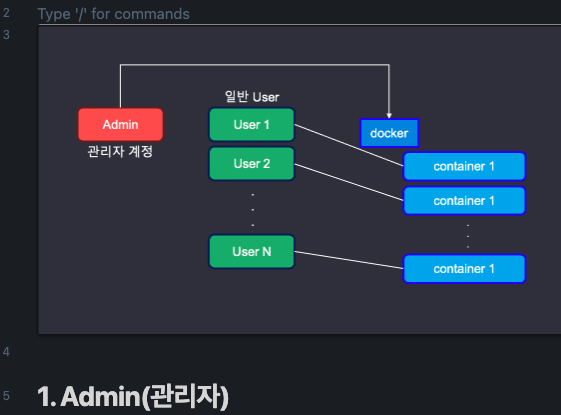 2
Type '/' for commands
3
일반 User
Admin
관리자 계정
User 1
User 2
User N
docker
container 1
container 1
container 1
4
5
1. Admin(관리자)